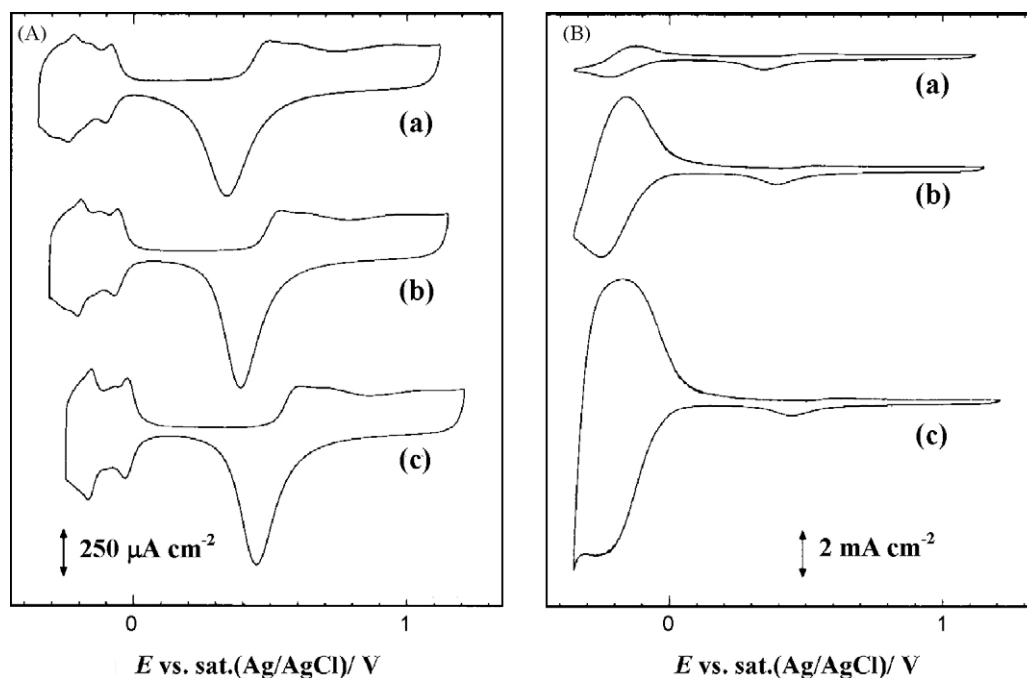 (A)
(a)
(b)
(c)
250 μA cm-2
0
1
E vs. sat.(Ag/AgCl)/ V
(B)
(a)
(b)
(c)
2 mA cm-2
0
1
E vs. sat.(Ag/AgCl)/ V